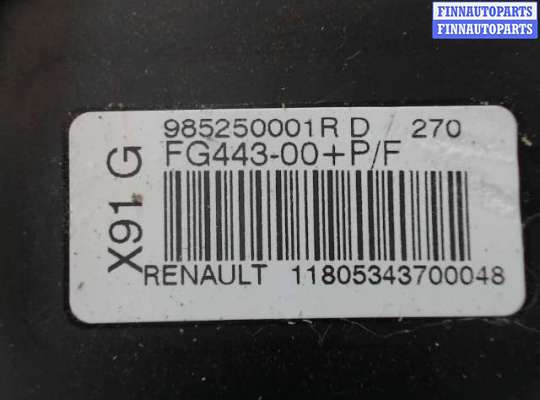 FINNAUTOPARTS
FINNAUTOPARTS
985250001R D / 270
FG443-00+P/F
X91 G
RENAULT 11805343700048